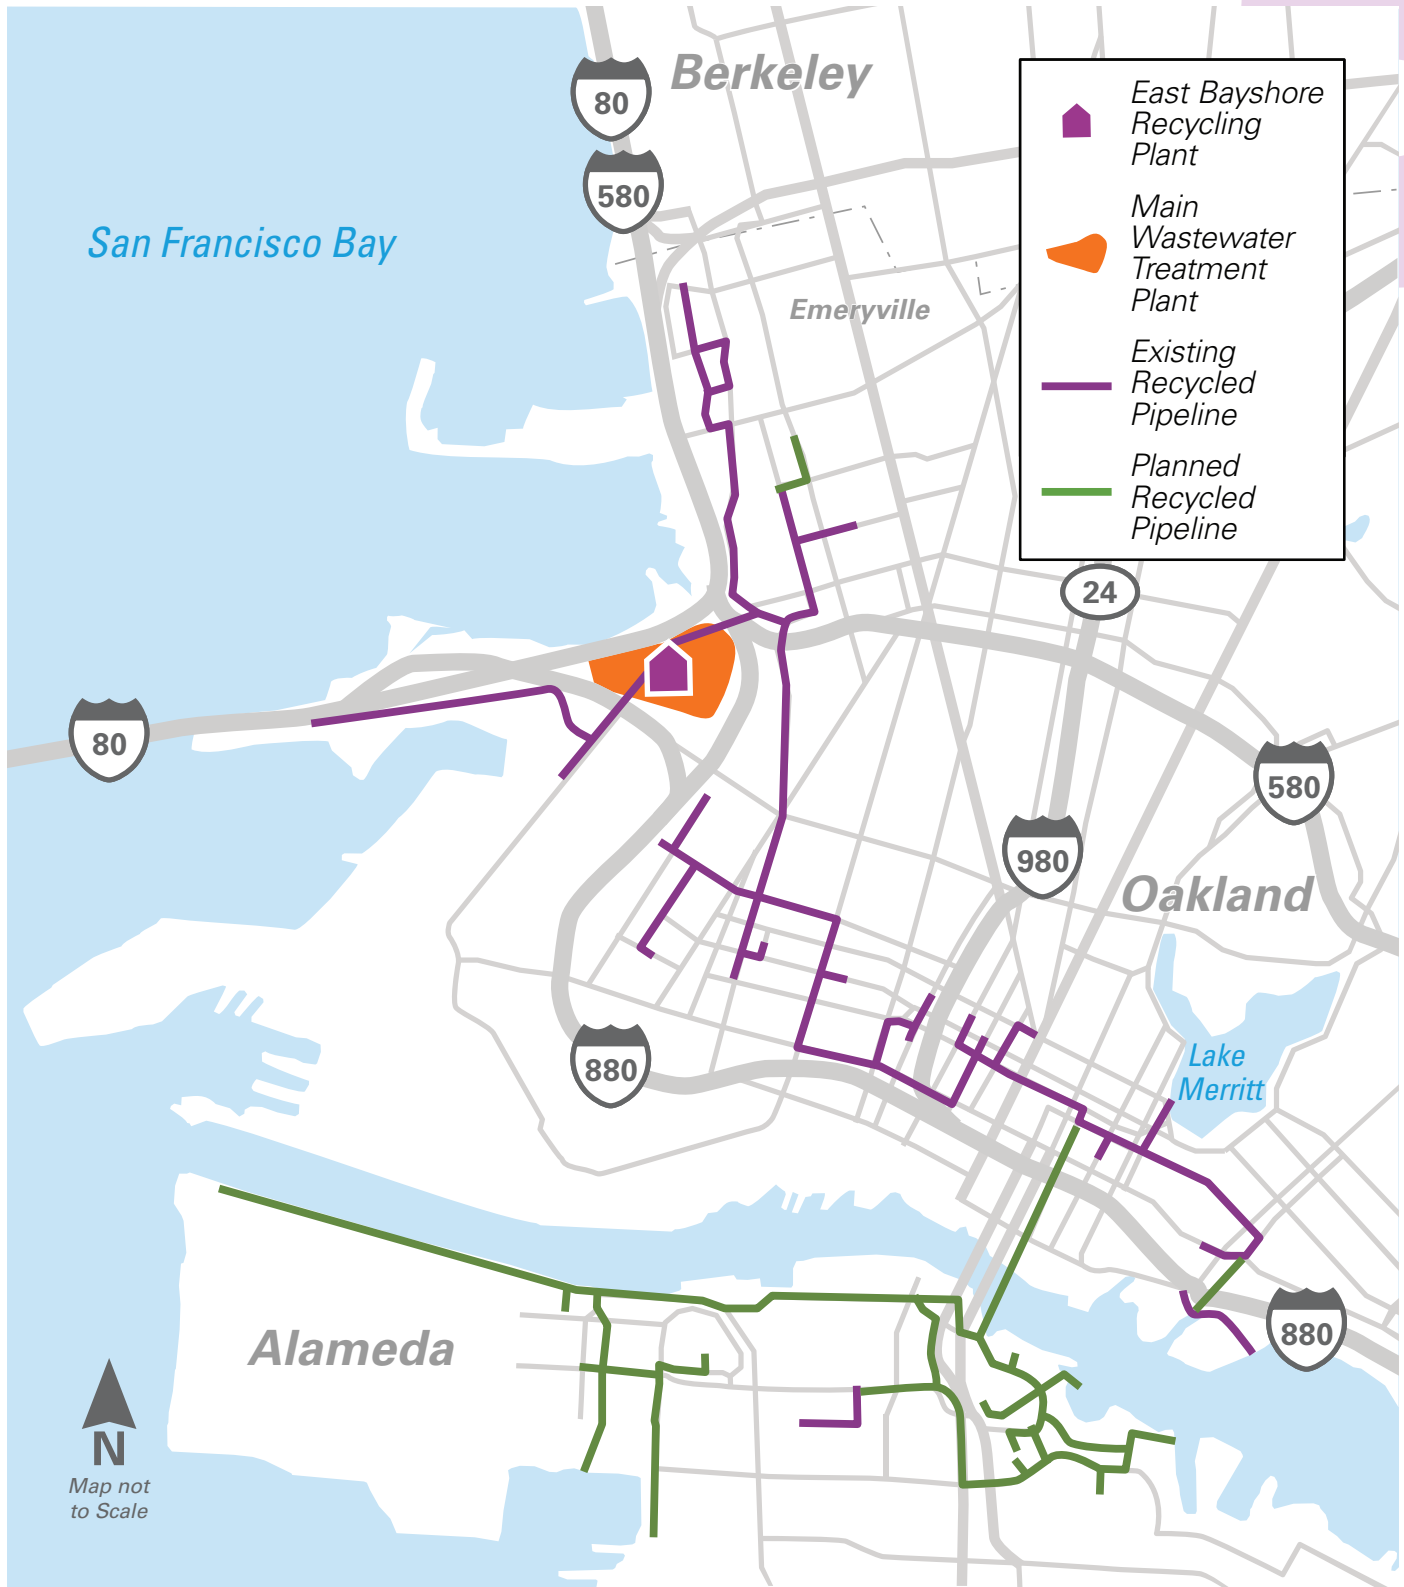 Berkeley
80
580
San Francisco Bay
Emeryville
East Bayshore
Recycling
Plant
Main
Wastewater
Treatment
Plant
Existing
Recycled
Pipeline
Planned
Recycled
Pipeline
24
80
580
980
Oakland
880
Lake
Merritt
Alameda
880
N
Map not
to Scale